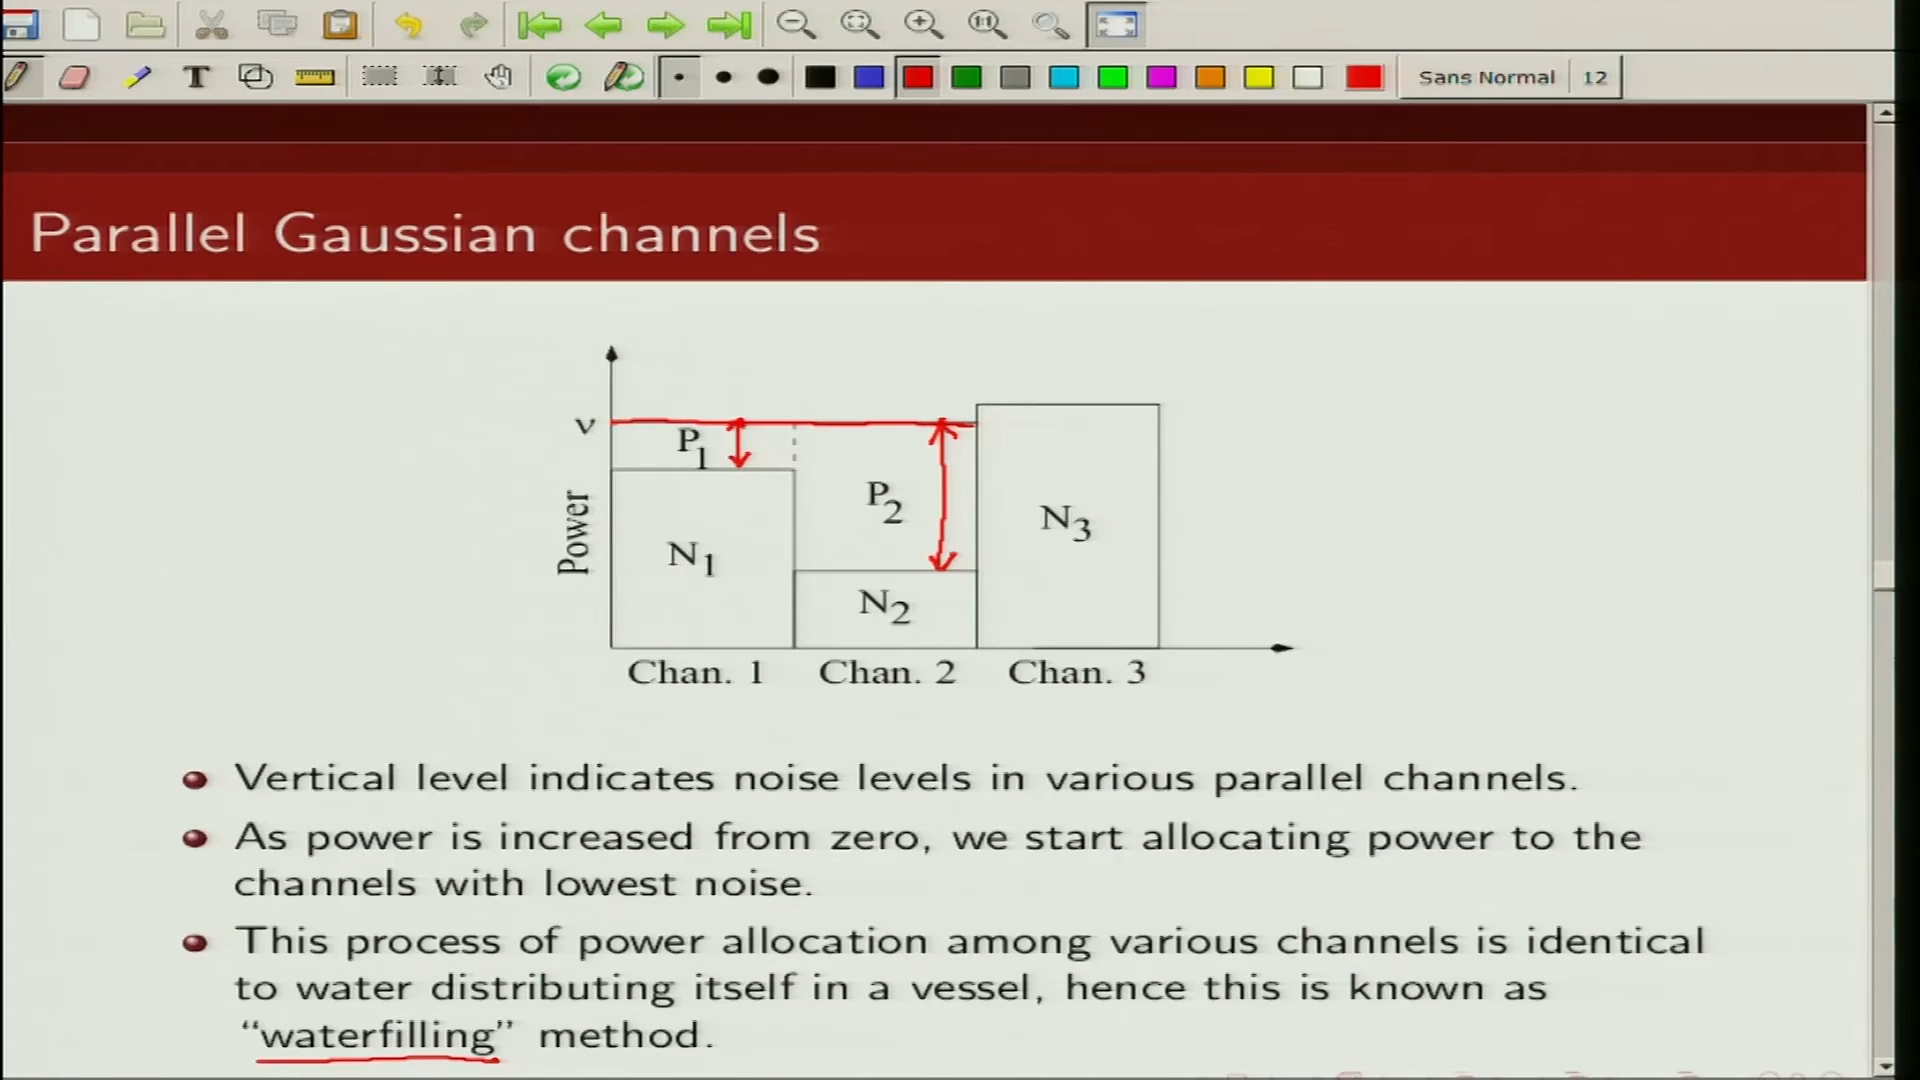 Sans Normal 12
Parallel Gaussian channels
ν
P1
P2
Power
N1
N2
N3
Chan. 1 Chan. 2 Chan. 3
Vertical level indicates noise levels in various parallel channels.
As power is increased from zero, we start allocating power to the
channels with lowest noise.
This process of power allocation among various channels is identical
to water distributing itself in a vessel, hence this is known as
“waterfilling” method.